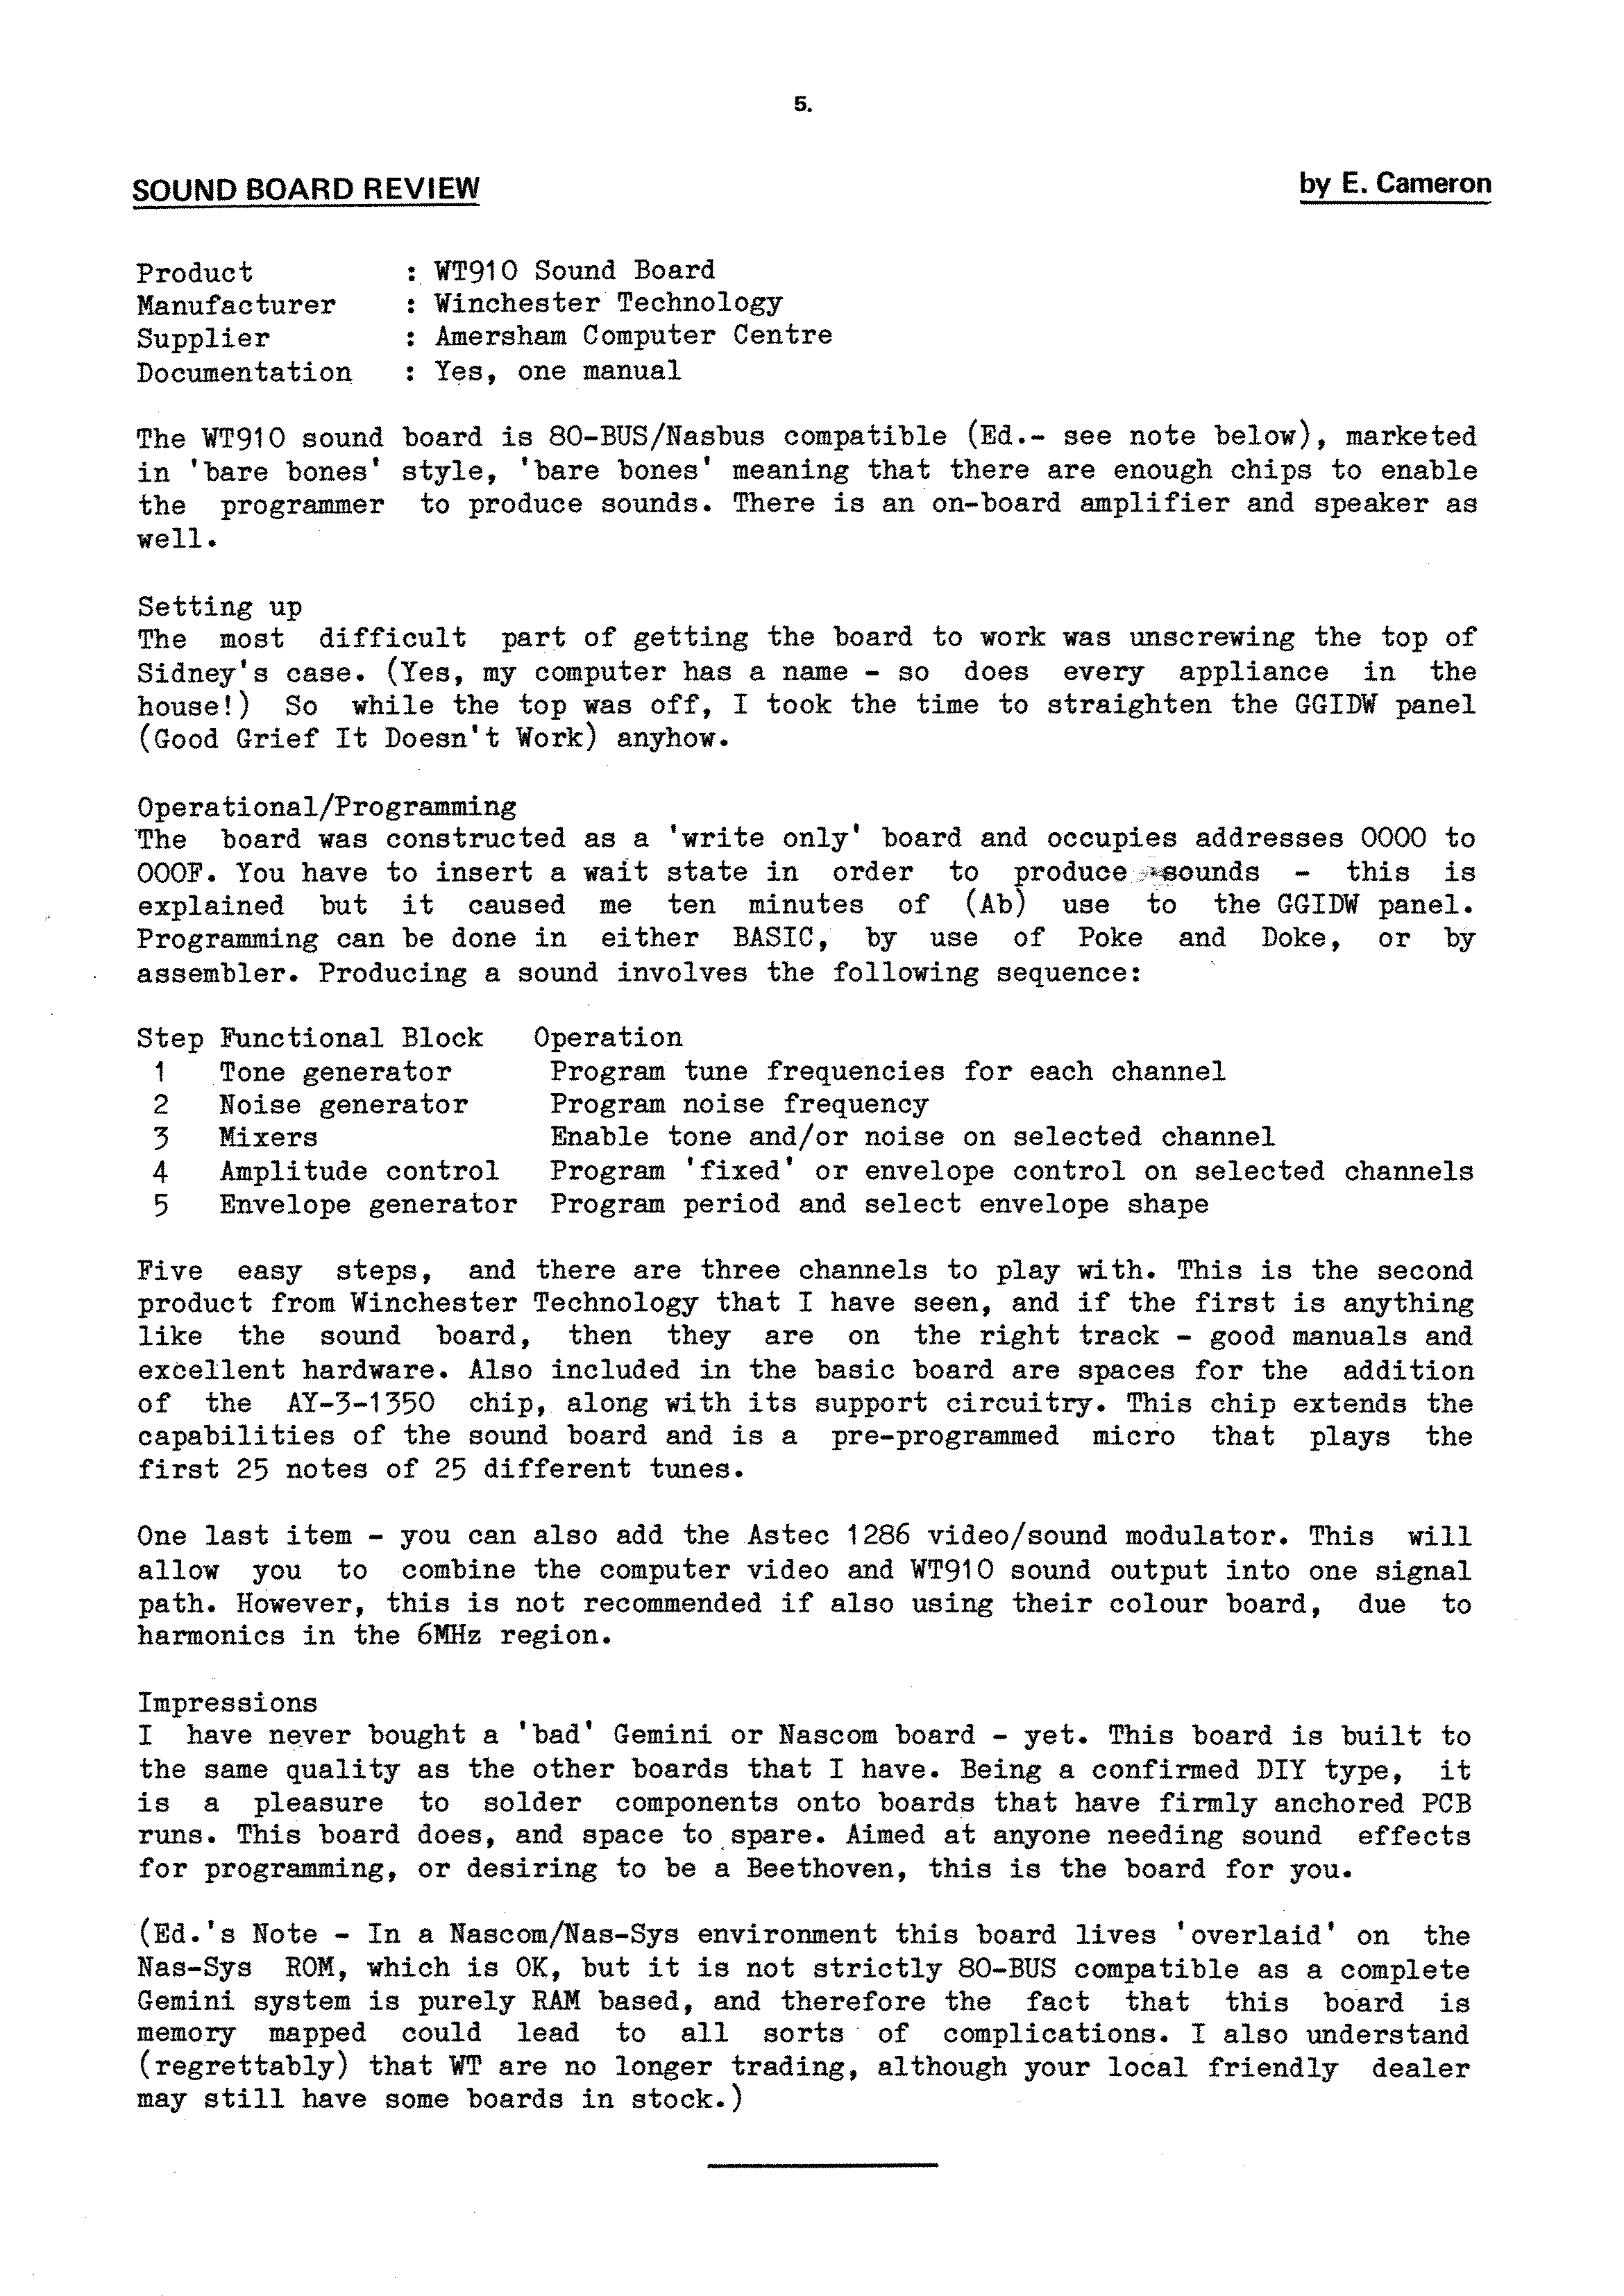 5.
SOUND BOARD REVIEW
by E. Cameron
Product : WT910 Sound Board
Manufacturer : Winchester Technology
Supplier : Amersham Computer Centre
Documentation : Yes, one manual
The WT910 sound board is 80-BUS/Nasbus compatible (Ed.- see note below), marketed
in 'bare bones' style, 'bare bones' meaning that there are enough chips to enable
the programmer to produce sounds. There is an on-board amplifier and speaker as
well.
Setting up
The most difficult part of getting the board to work was unscrewing the top of
Sidney's case. (Yes, my computer has a name - so does every appliance in the
house!) So while the top was off, I took the time to straighten the GGIDW panel
(Good Grief It Doesn't Work) anyhow.
Operational/Programming
The board was constructed as a 'write only' board and occupies addresses 0000 to
000F. You have to insert a wait state in order to produce sounds - this is
explained but it caused me ten minutes of (Ab) use to the GGIDW panel.
Programming can be done in either BASIC, by use of Poke and Doke, or by
assembler. Producing a sound involves the following sequence:
Step Functional Block Operation
1 Tone generator Program tune frequencies for each channel
2 Noise generator Program noise frequency
3 Mixers Enable tone and/or noise on selected channel
4 Amplitude control Program 'fixed' or envelope control on selected channels
5 Envelope generator Program period and select envelope shape
Five easy steps, and there are three channels to play with. This is the second
product from Winchester Technology that I have seen, and if the first is anything
like the sound board, then they are on the right track - good manuals and
excellent hardware. Also included in the basic board are spaces for the addition
of the AY-3-1350 chip, along with its support circuitry. This chip extends the
capabilities of the sound board and is a pre-programmed micro that plays the
first 25 notes of 25 different tunes.
One last item - you can also add the Astec 1286 video/sound modulator. This will
allow you to combine the computer video and WT910 sound output into one signal
path. However, this is not recommended if also using their colour board, due to
harmonics in the 6MHz region.
Impressions
I have never bought a 'bad' Gemini or Nascom board - yet. This board is built to
the same quality as the other boards that I have. Being a confirmed DIY type, it
is a pleasure to solder components onto boards that have firmly anchored PCB
runs. This board does, and space to spare. Aimed at anyone needing sound effects
for programming, or desiring to be a Beethoven, this is the board for you.
(Ed.'s Note - In a Nascom/Nas-Sys environment this board lives 'overlaid' on the
Nas-Sys ROM, which is OK, but it is not strictly 80-BUS compatible as a complete
Gemini system is purely RAM based, and therefore the fact that this board is
memory mapped could lead to all sorts of complications. I also understand
(regrettably) that WT are no longer trading, although your local friendly dealer
may still have some boards in stock.)